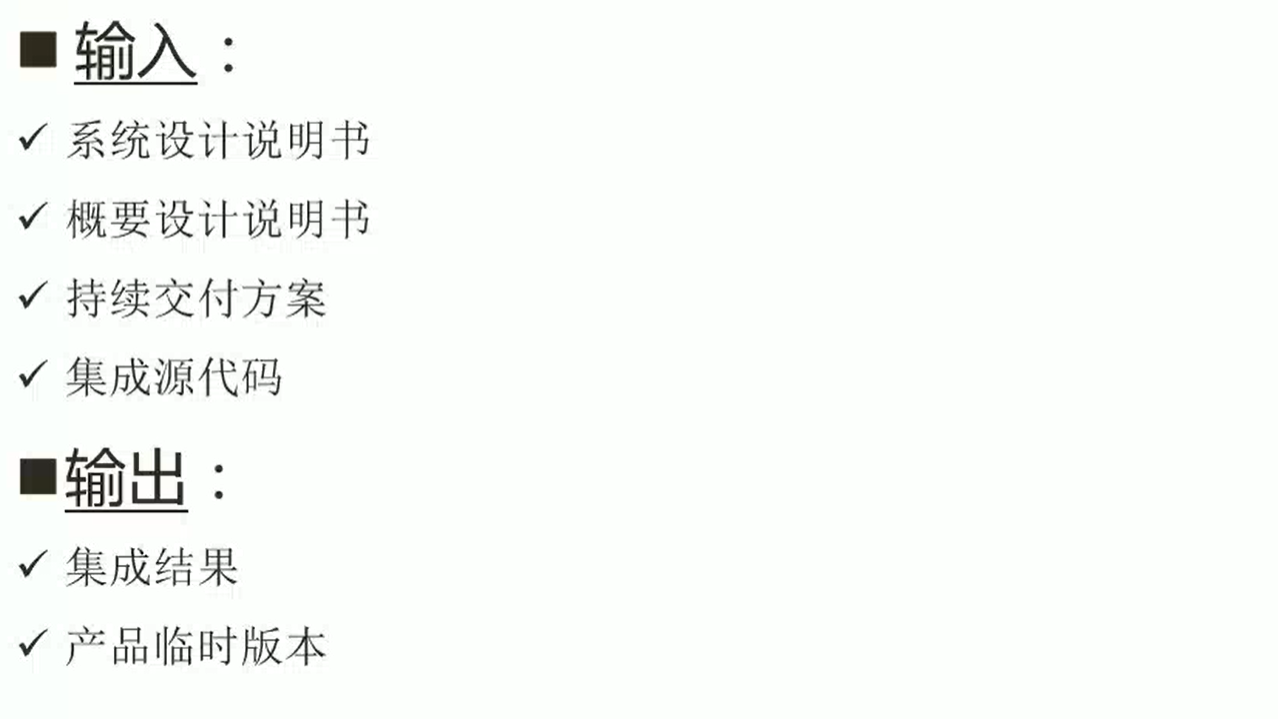 ■ 输入：
✓ 系统设计说明书
✓ 概要设计说明书
✓ 持续交付方案
✓ 集成源代码
■输出：
✓ 集成结果
✓ 产品临时版本